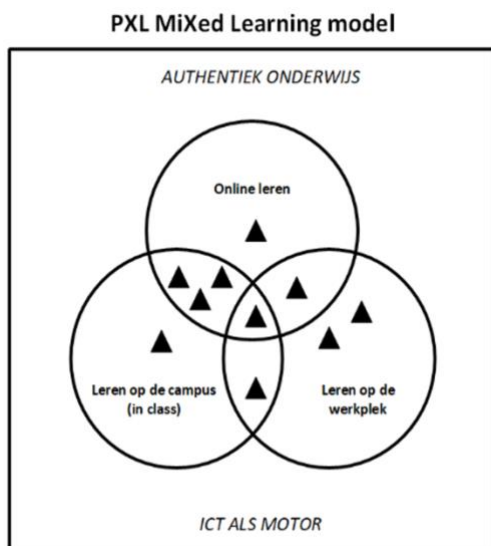 PXL MiXed Learning model
AUTHENTIEK ONDERWIJS
Online leren
Leren op de campus
(in class)
Leren op de
werkplek
ICT ALS MOTOR